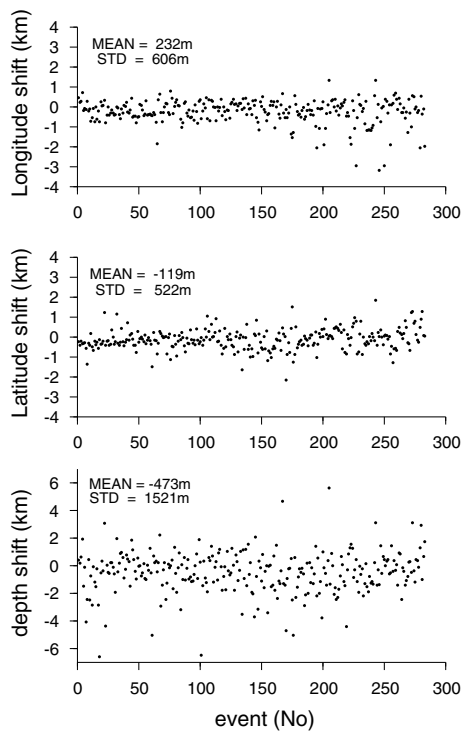 4
3
2
1
0
-1
-2
-3
-4
Longitude shift (km)
MEAN = 232m
STD = 606m
0 50 100 150 200 250 300
4
3
2
1
0
-1
-2
-3
-4
Latitude shift (km)
MEAN = -119m
STD = 522m
0 50 100 150 200 250 300
6
4
2
0
-2
-4
-6
depth shift (km)
MEAN = -473m
STD = 1521m
0 50 100 150 200 250 300
event (No)